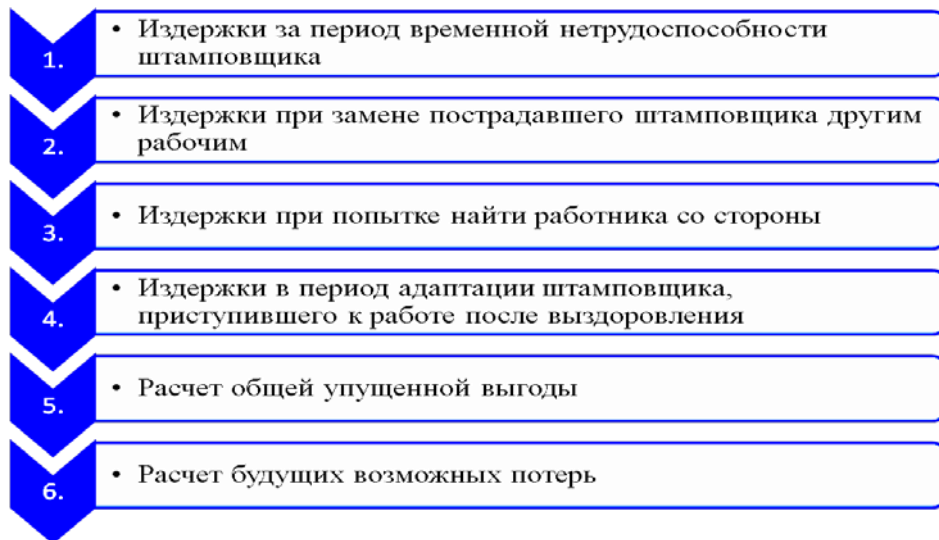 1.
• Издержки за период временной нетрудоспособности
штамповщика
2.
• Издержки при замене пострадавшего штамповщика другим
рабочим
3.
• Издержки при попытке найти работника со стороны
4.
• Издержки в период адаптации штамповщика,
приступившего к работе после выздоровления
5.
• Расчет общей упущенной выгоды
6.
• Расчет будущих возможных потерь